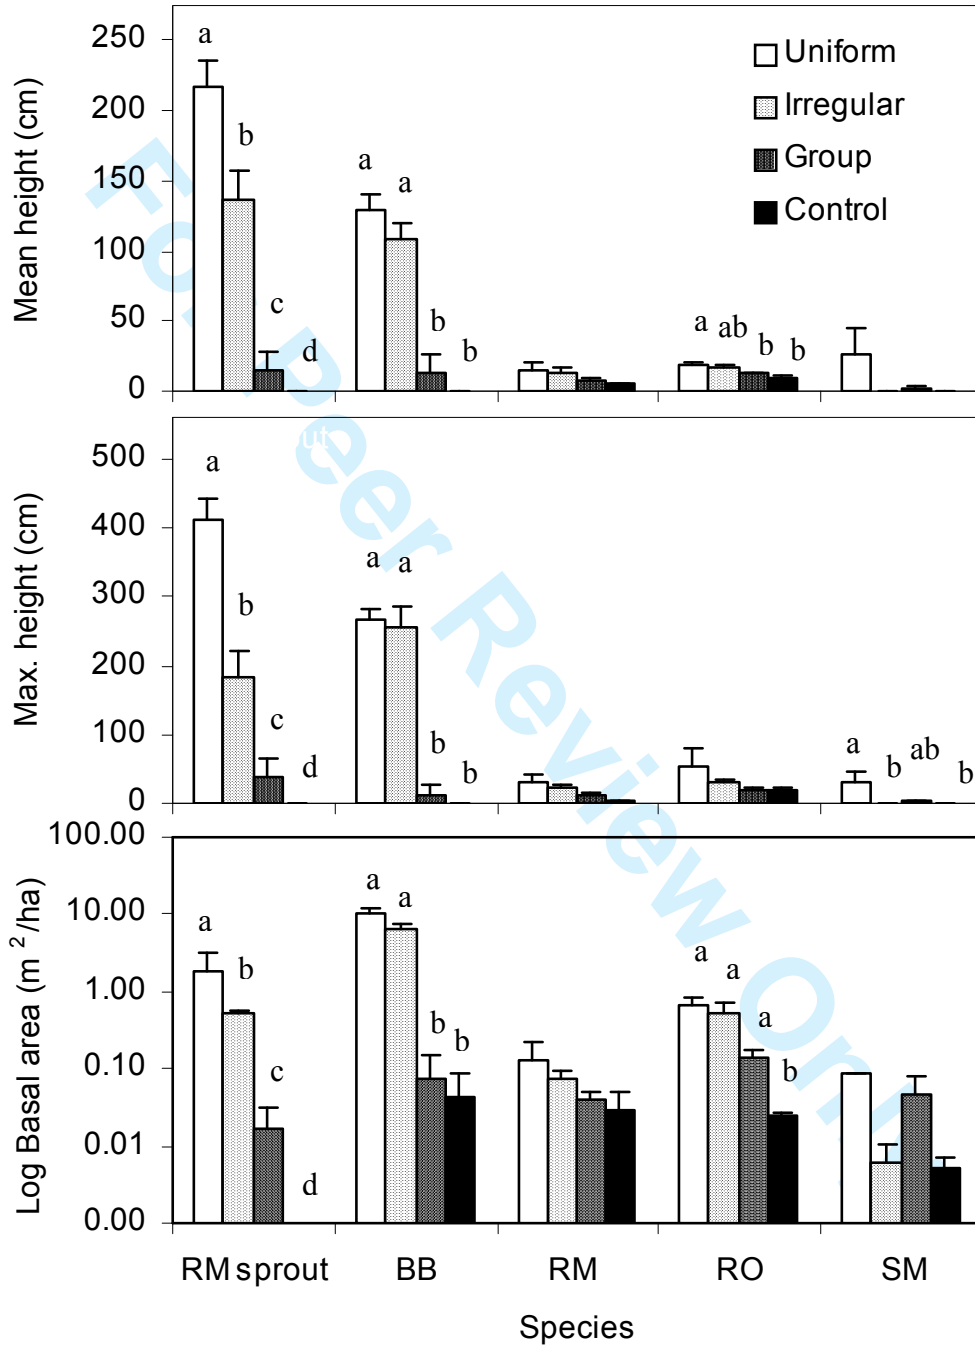 Mean height (cm)
250
200
150
100
50
0
a
b
c
d
a
a
b
b
a
ab
b
b
Uniform
Irregular
Group
Control
Max. height (cm)
500
400
300
200
100
0
a
b
c
d
a
a
b
b
a
b
ab
b
Log Basal area (m 2 /ha)
100.00
10.00
1.00
0.10
0.01
0.00
a
b
c
d
a
a
b
b
a
a
a
b
RM sprout
BB
RM
RO
SM
Species
For Peer Review Only